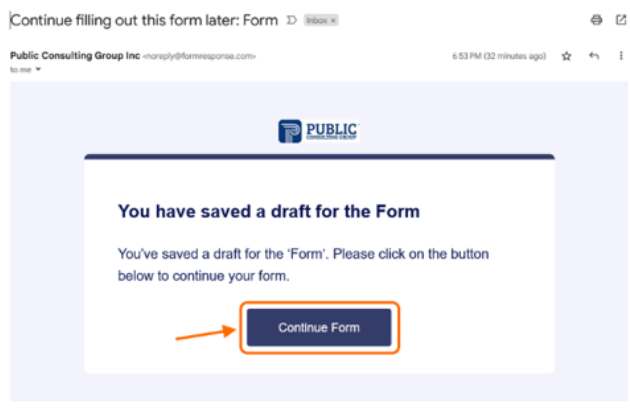 Continue filling out this form later: Form
Inbox ×
Public Consulting Group Inc <noreply@formresponse.com>
6:53 PM (32 minutes ago)
to me
PUBLIC
CONSULTING GROUP
You have saved a draft for the Form
You've saved a draft for the 'Form'. Please click on the button
below to continue your form.
Continue Form